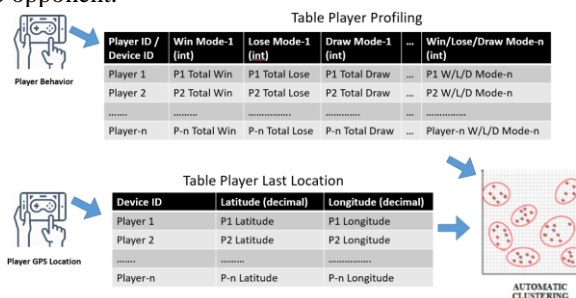 opponent.
Table Player Profiling
Player ID / Device ID | Win Mode-1 (int) | Lose Mode-1 (int) | Draw Mode-1 (int) | ... | Win/Lose/Draw Mode-n (int)
Player 1 | P1 Total Win | P1 Total Lose | P1 Total Draw | ... | P1 W/L/D Mode-n
Player 2 | P2 Total Win | P2 Total Lose | P2 Total Draw | ... | P2 W/L/D Mode-n
....... | ......... | ............... | ............. | ... | ..............
Player-n | P-n Total Win | P-n Total Lose | P-n Total Draw | ... | Player-n W/L/D Mode-n
Player Behavior
Table Player Last Location
Device ID | Latitude (decimal) | Longitude (decimal)
Player 1 | P1 Latitude | P1 Longitude
Player 2 | P2 Latitude | P2 Longitude
....... | ......... | ................
Player-n | P-n Latitude | P-n Longitude
Player GPS Location
AUTOMATIC
CLUSTERING